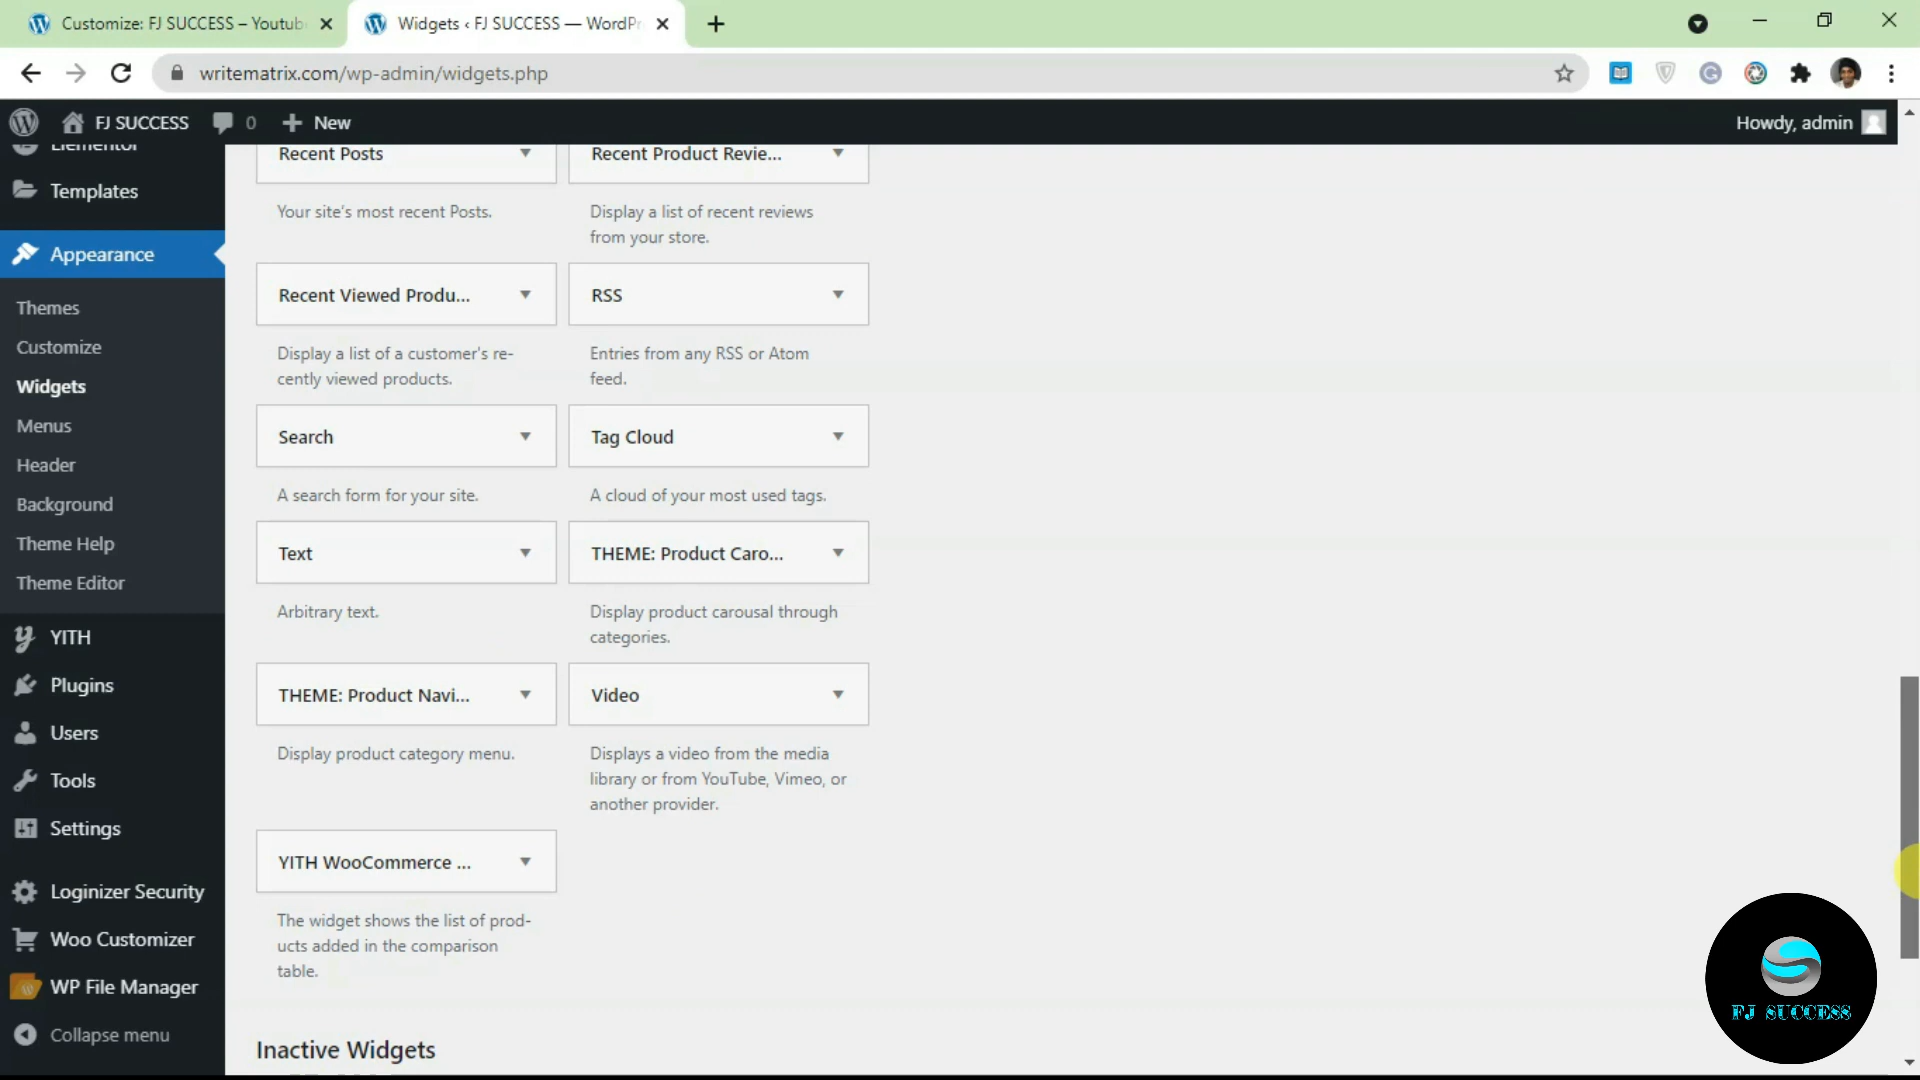 Customize: FJ SUCCESS – Youtub
Widgets ‹ FJ SUCCESS — WordPr
writematrix.com/wp-admin/widgets.php
FJ SUCCESS
0
New
Howdy, admin
Elementor
Templates
Appearance
Themes
Customize
Widgets
Menus
Header
Background
Theme Help
Theme Editor
YITH
Plugins
Users
Tools
Settings
Loginizer Security
Woo Customizer
WP File Manager
Collapse menu
Recent Posts
Your site's most recent Posts.
Recent Product Revie...
Display a list of recent reviews
from your store.
Recent Viewed Produ...
Display a list of a customer's re-
cently viewed products.
RSS
Entries from any RSS or Atom
feed.
Search
A search form for your site.
Tag Cloud
A cloud of your most used tags.
Text
Arbitrary text.
THEME: Product Caro...
Display product carousal through
categories.
THEME: Product Navi...
Display product category menu.
Video
Displays a video from the media
library or from YouTube, Vimeo, or
another provider.
YITH WooCommerce ...
The widget shows the list of prod-
ucts added in the comparison
table.
Inactive Widgets
FJ SUCCESS